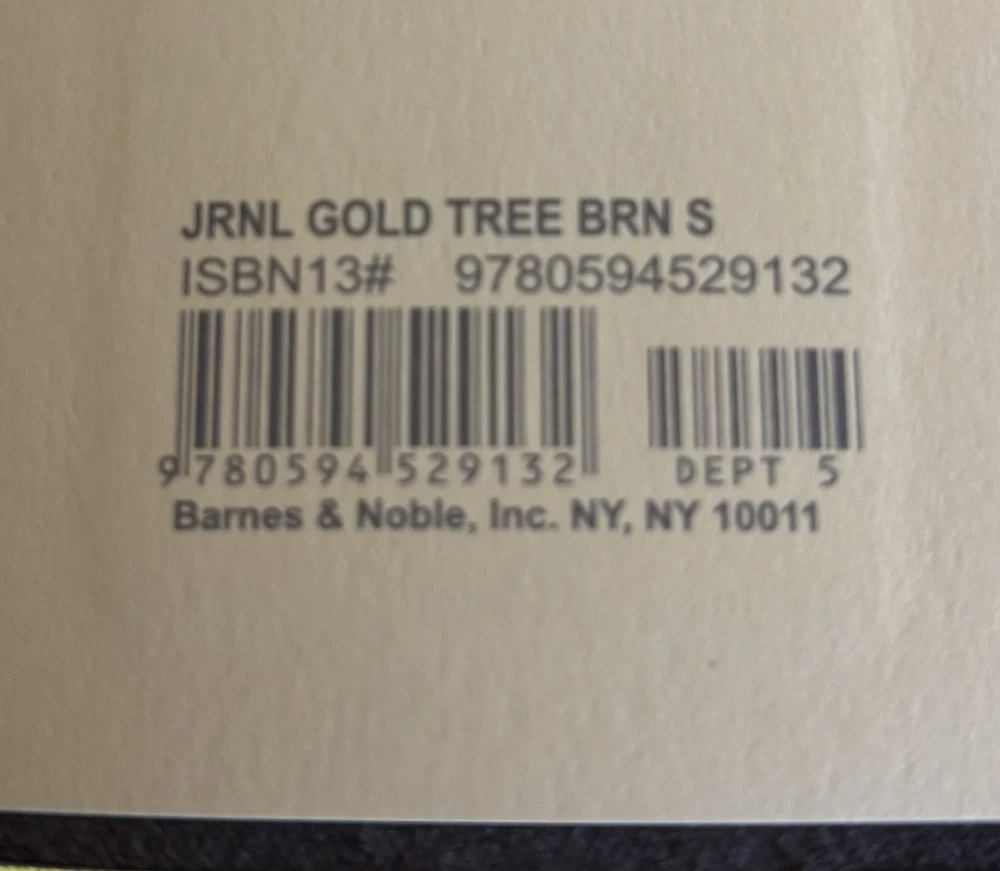 JRNL GOLD TREE BRN S
ISBN13# 9780594529132
9 780594 529132 DEPT 5
Barnes & Noble, Inc. NY, NY 10011